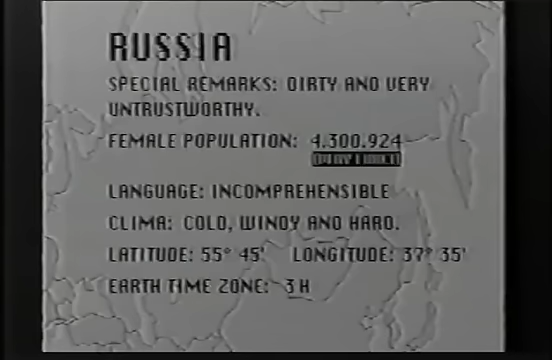 RUSSIA
SPECIAL REMARKS: DIRTY AND VERY
UNTRUSTWORTHY.
FEMALE POPULATION: 4.300.924
LANGUAGE: INCOMPREHENSIBLE
CLIMA: COLD, WINDY AND HARD.
LATITUDE: 55° 45' LONGITUDE: 37° 35'
EARTH TIME ZONE: 3 H